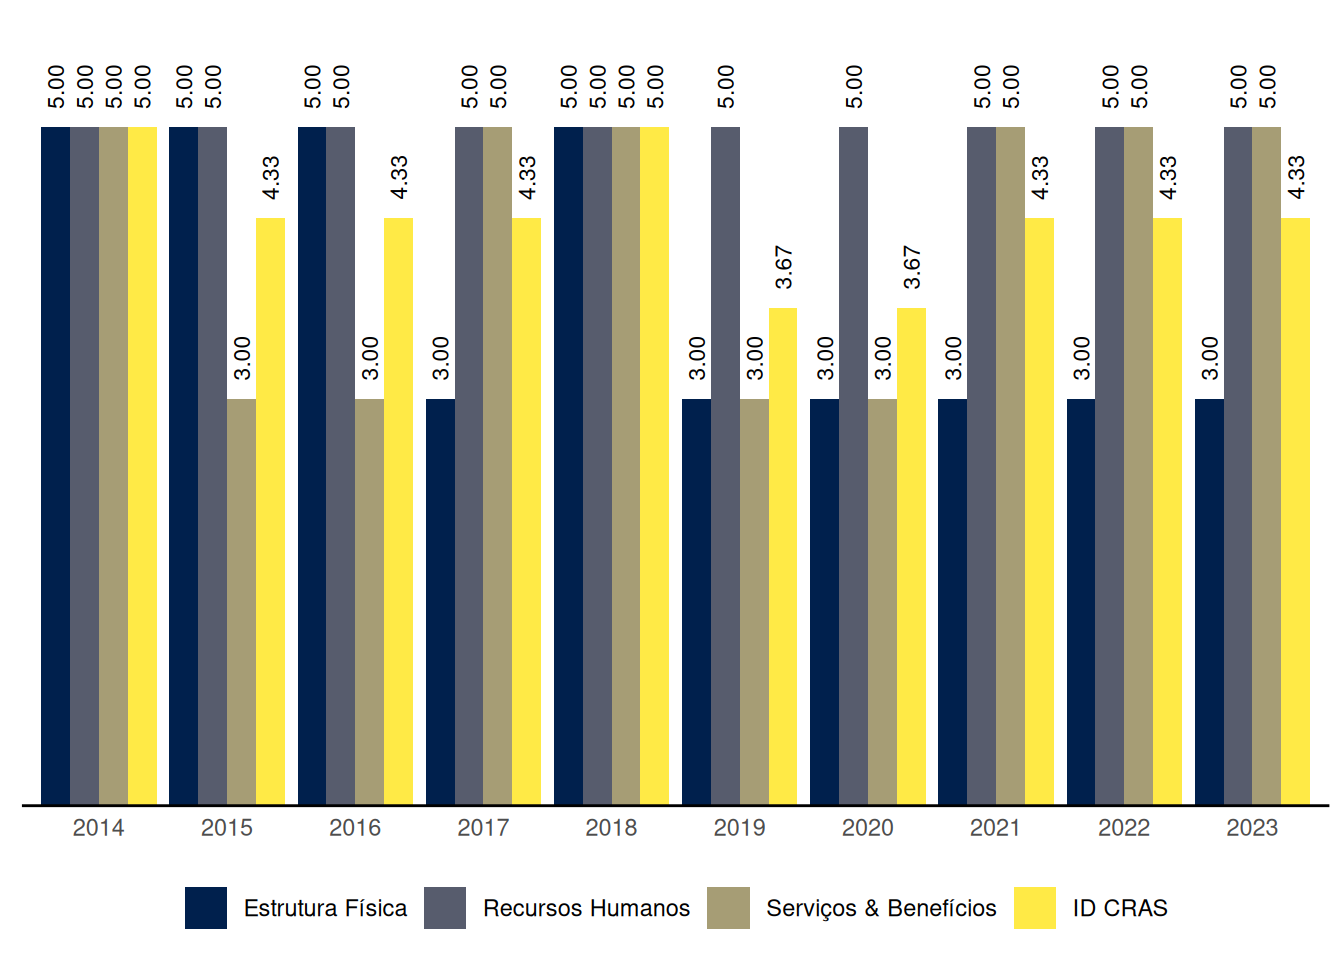 5.00 5.00 5.00 5.00 5.00 5.00 3.00 4.33 5.00 5.00 3.00 4.33 3.00 5.00 5.00 4.33 5.00 5.00 5.00 5.00 3.00 5.00 3.00 3.67 3.00 5.00 3.00 3.67 3.00 5.00 5.00 4.33 3.00 5.00 5.00 4.33 3.00 5.00 5.00 4.33
2014 2015 2016 2017 2018 2019 2020 2021 2022 2023
Estrutura Física Recursos Humanos Serviços & Benefícios ID CRAS